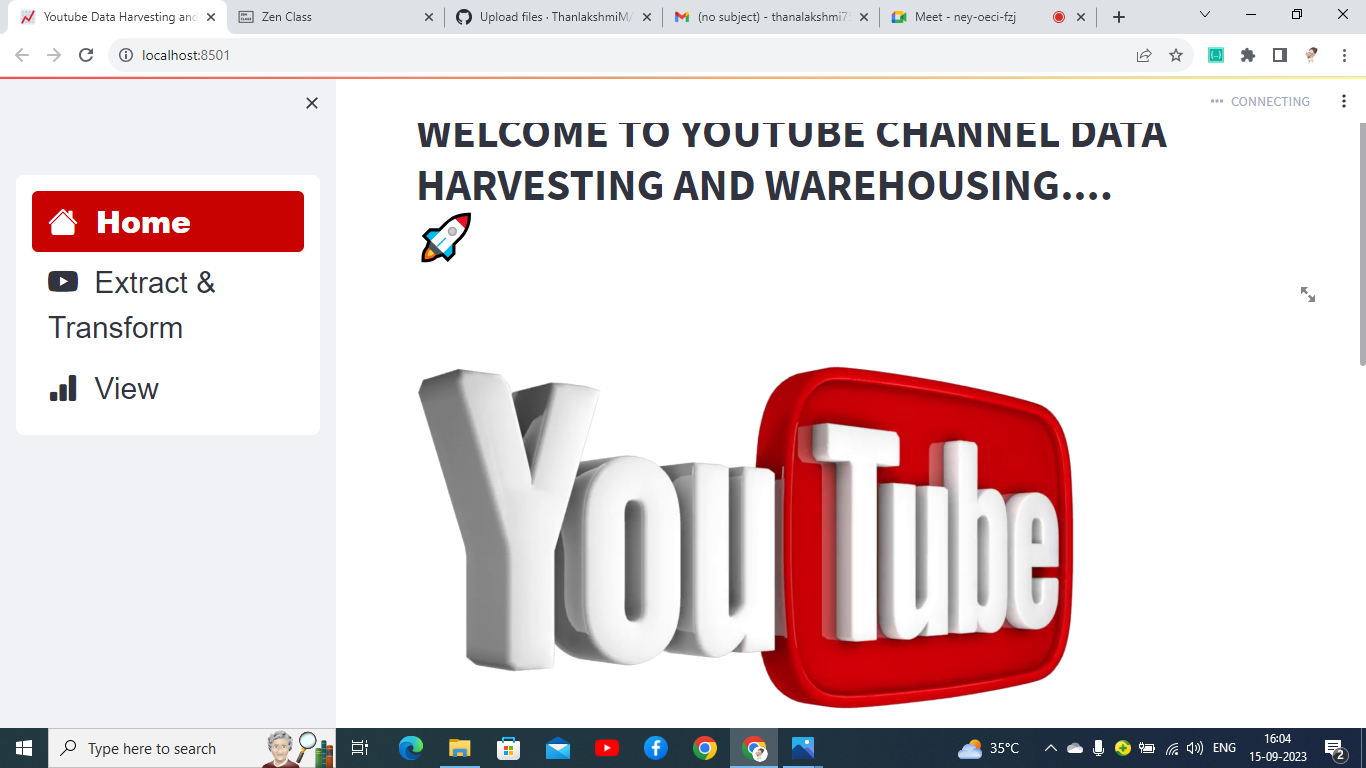 Youtube Data Harvesting and
Zen Class
Upload files · ThanlakshmiM/
(no subject) - thanalakshmi7
Meet - ney-oeci-fzj
localhost:8501
CONNECTING
WELCOME TO YOUTUBE CHANNEL DATA
HARVESTING AND WAREHOUSING....
Home
Extract &
Transform
View
YouTube
Type here to search
35°C
ENG
16:04
15-09-2023
2